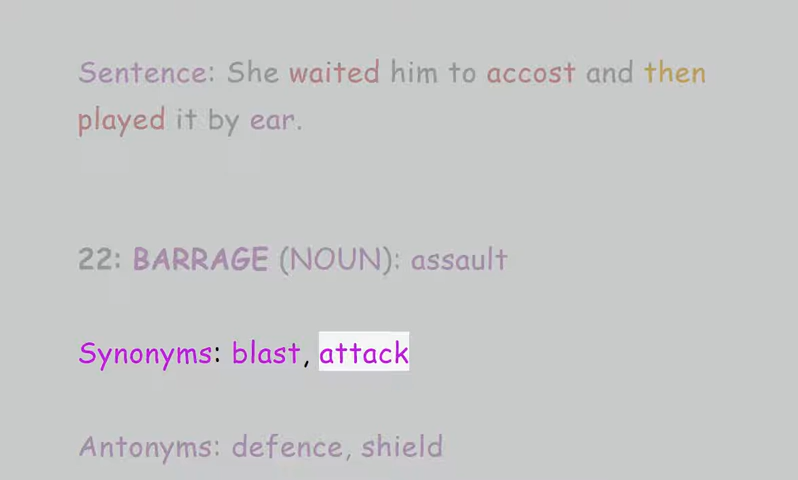 Sentence: She waited him to accost and then
played it by ear.
22: BARRAGE (NOUN): assault
Synonyms: blast, attack
Antonyms: defence, shield